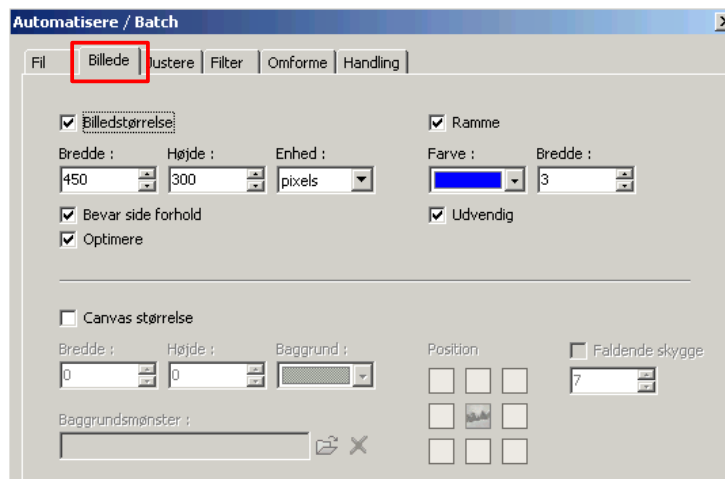 Automatisere / Batch
Fil Billede Justere Filter Omforme Handling
Billedstørrelse Ramme
Bredde : Højde : Enhed : Farve : Bredde :
450 300 pixels 3
Bevar side forhold Udvendig
Optimere
Canvas størrelse
Bredde : Højde : Baggrund : Position Faldende skygge
0 0 7
Baggrundsmønster :